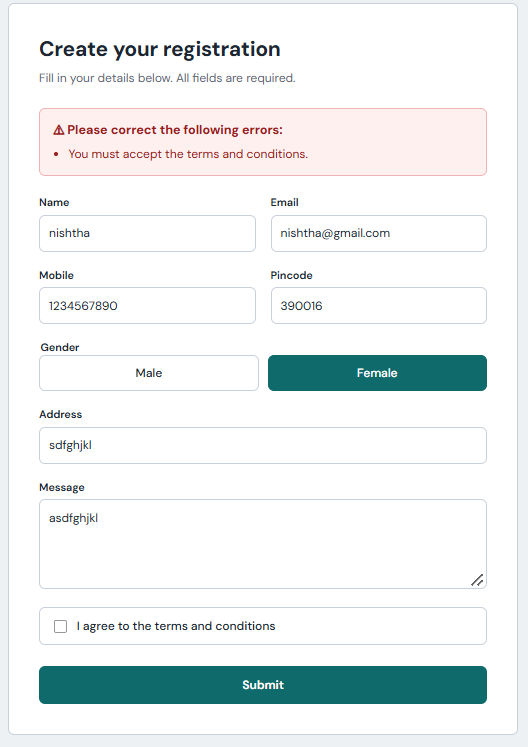 Create your registration
Fill in your details below. All fields are required.
⚠ Please correct the following errors:
• You must accept the terms and conditions.
Name
Email
nishtha
nishtha@gmail.com
Mobile
Pincode
1234567890
390016
Gender
Male
Female
Address
sdfghjkl
Message
asdfghjkl
I agree to the terms and conditions
Submit